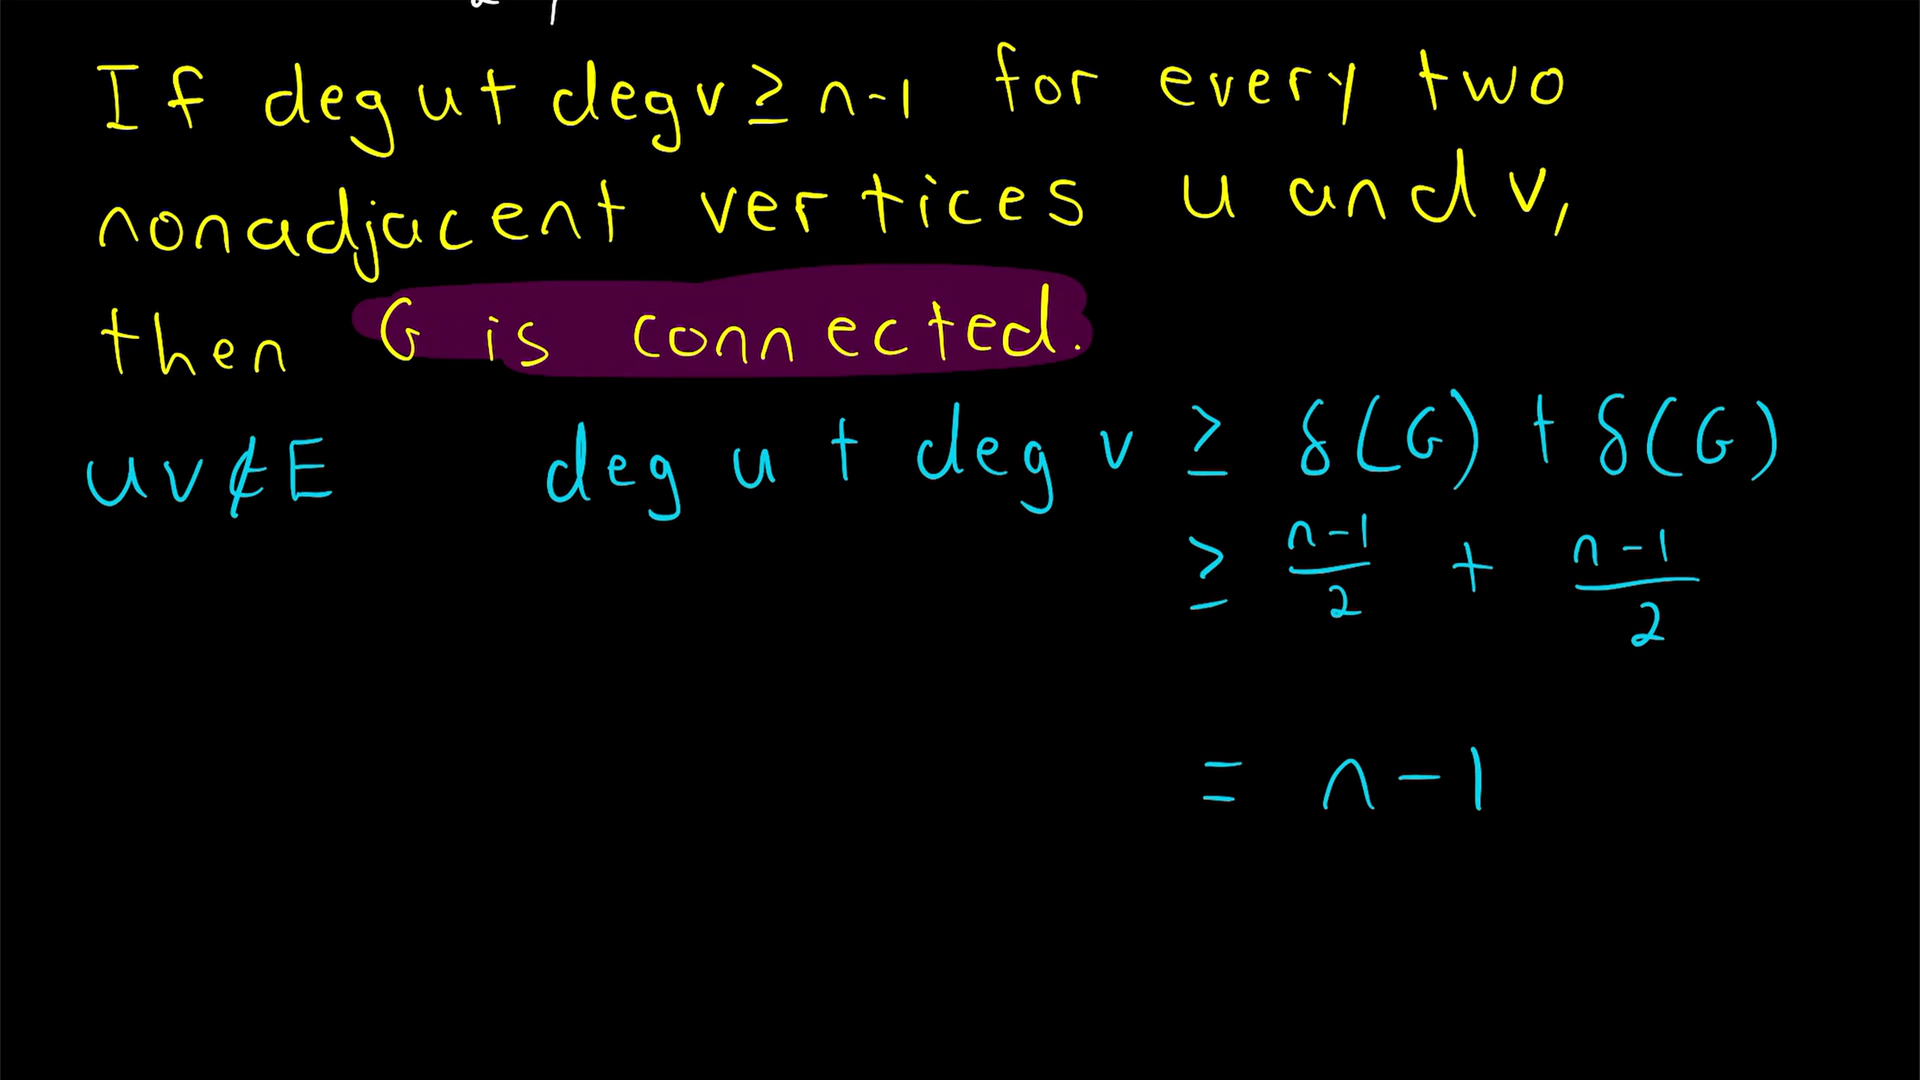 If deg u + deg v ≥ n-1 for every two
nonadjacent vertices u and v,
then G is connected.
uv∉E deg u + deg v ≥ δ(G) + δ(G)
≥ n-1/2 + n-1/2
= n-1